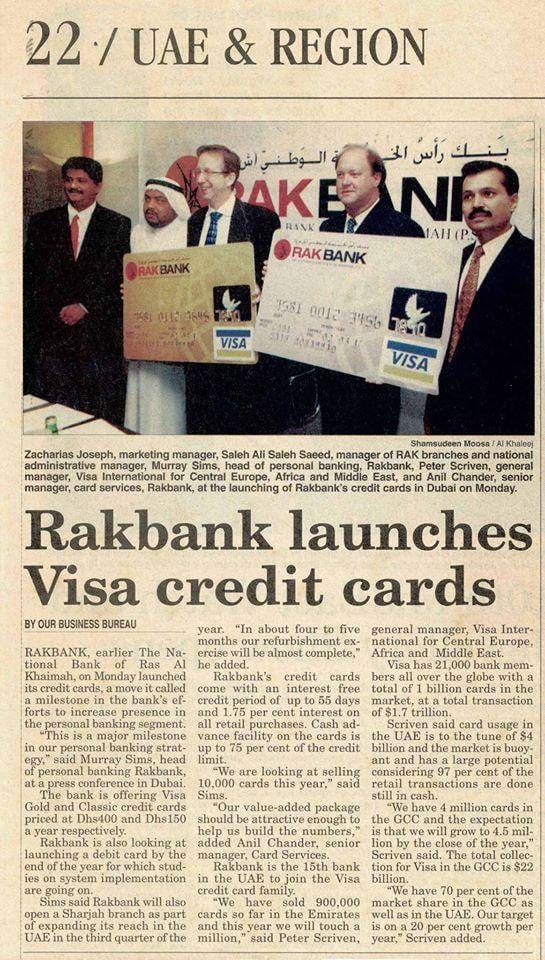 22 / UAE & REGION
بنك رأس الخ
الوطني
RAKBANK
BANK
MAH (P.S
RAKBANK
RAKBANK
VISA
3456
VISA
Shamsudeen Moosa / Al Khaleej
Zacharias Joseph, marketing manager, Saleh Ali Saleh Saeed, manager of RAK branches and national
administrative manager, Murray Sims, head of personal banking, Rakbank, Peter Scriven, general
manager, Visa International for Central Europe, Africa and Middle East, and Anil Chander, senior
manager, card services, Rakbank, at the launching of Rakbank's credit cards in Dubai on Monday.
Rakbank launches
Visa credit cards
BY OUR BUSINESS BUREAU
RAKBANK, earlier The Na-
tional Bank of Ras Al
Khaimah, on Monday launched
its credit cards, a move it called
a milestone in the bank's ef-
forts to increase presence in
the personal banking segment.
"This is a major milestone
in our personal banking strat-
egy," said Murray Sims, head
of personal banking Rakbank,
at a press conference in Dubai.
The bank is offering Visa
Gold and Classic credit cards
priced at Dhs400 and Dhs150
a year respectively.
Rakbank is also looking at
launching a debit card by the
end of the year for which stud-
ies on system implementation
are going on.
Sims said Rakbank will also
open a Sharjah branch as part
of expanding its reach in the
UAE in the third quarter of the
year. "In about four to five
months our refurbishment ex-
ercise will be almost complete,"
he added.
Rakbank's credit cards
come with an interest free
credit period of up to 55 days
and 1.75 per cent interest on
all retail purchases. Cash ad-
vance facility on the cards is
up to 75 per cent of the credit
limit.
"We are looking at selling
10,000 cards this year," said
Sims.
"Our value-added package
should be attractive enough to
help us build the numbers,"
added Anil Chander, senior
manager, Card Services.
Rakbank is the 15th bank
in the UAE to join the Visa
credit card family.
"We have sold 900,000
cards so far in the Emirates
and this year we will touch a
million," said Peter Scriven,
general manager, Visa Inter-
national for Central Europe,
Africa and Middle East.
Visa has 21,000 bank mem-
bers all over the globe with a
total of 1 billion cards in the
market, at a total transaction
of $1.7 trillion.
Scriven said card usage in
the UAE is to the tune of $4
billion and the market is buoy-
ant and has a large potential
considering 97 per cent of the
retail transactions are done
still in cash.
"We have 4 million cards in
the GCC and the expectation
is that we will grow to 4.5 mil-
lion by the close of the year,"
Scriven said. The total collec-
tion for Visa in the GCC is $22
billion.
"We have 70 per cent of the
market share in the GCC as
well as in the UAE. Our target
is on a 20 per cent growth per
year," Scriven added.